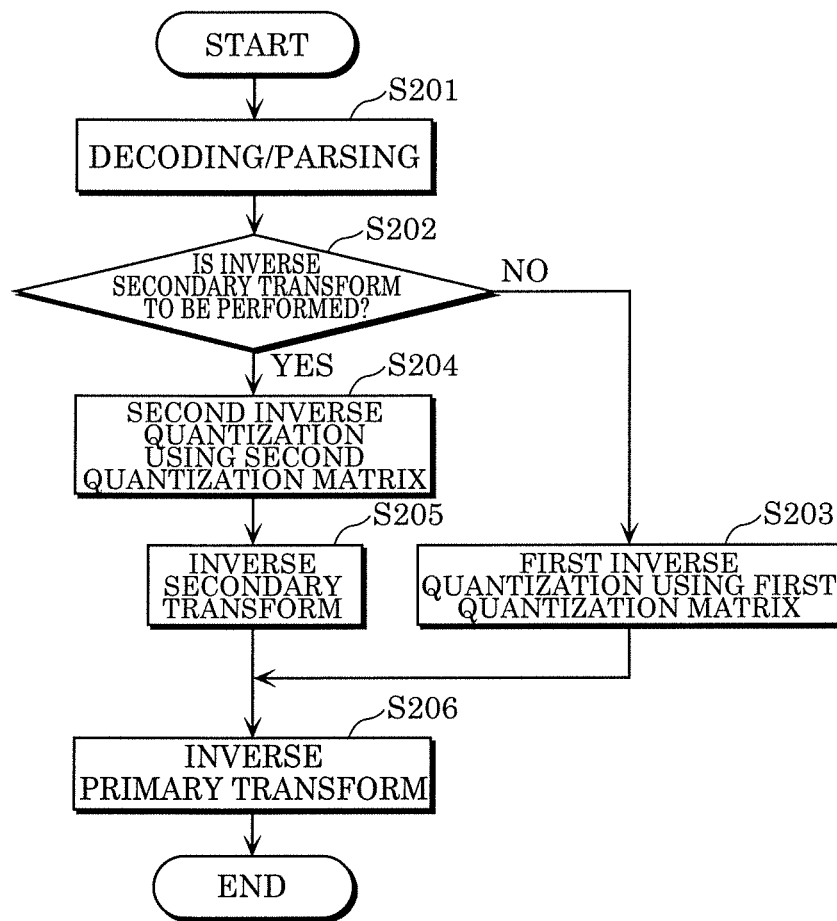 START
S201
DECODING/PARSING
S202
IS INVERSE
SECONDARY TRANSFORM
TO BE PERFORMED?
NO
YES
S204
SECOND INVERSE
QUANTIZATION
USING SECOND
QUANTIZATION MATRIX
S205
INVERSE
SECONDARY
TRANSFORM
S203
FIRST INVERSE
QUANTIZATION USING FIRST
QUANTIZATION MATRIX
S206
INVERSE
PRIMARY TRANSFORM
END